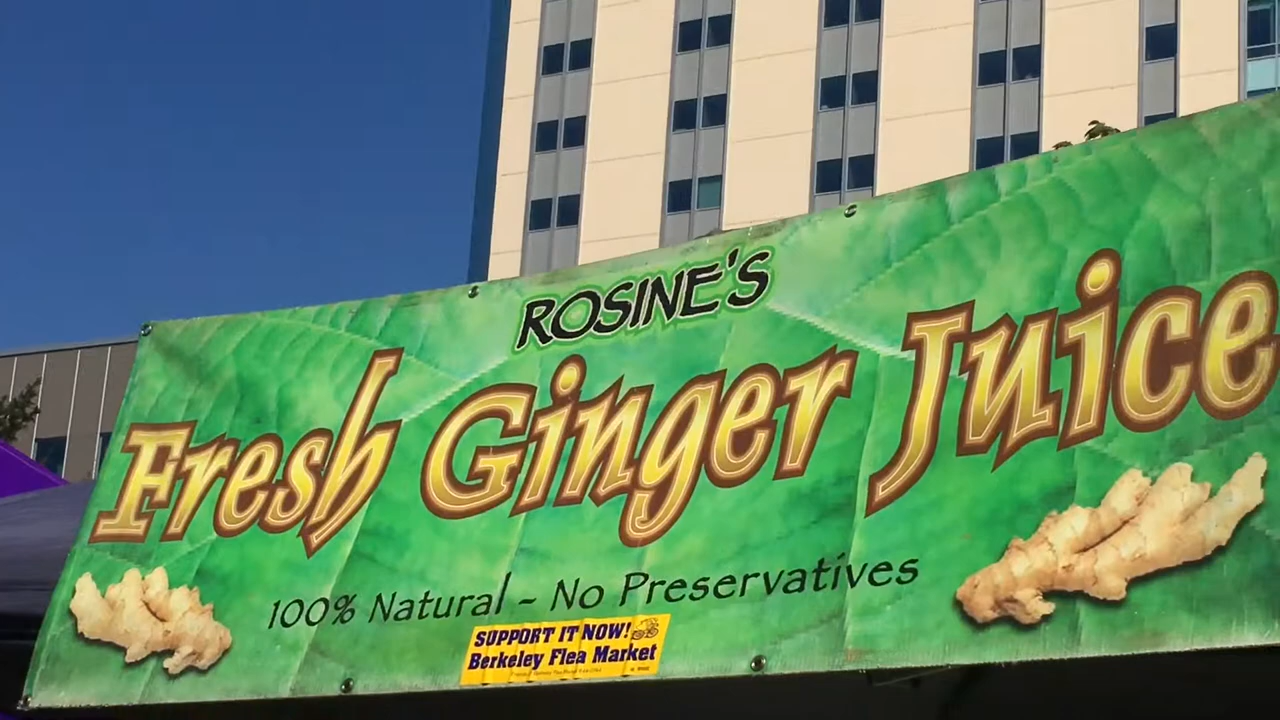 ROSINE'S
Fresh Ginger Juice
100% Natural - No Preservatives
SUPPORT IT NOW!
Berkeley Flea Market